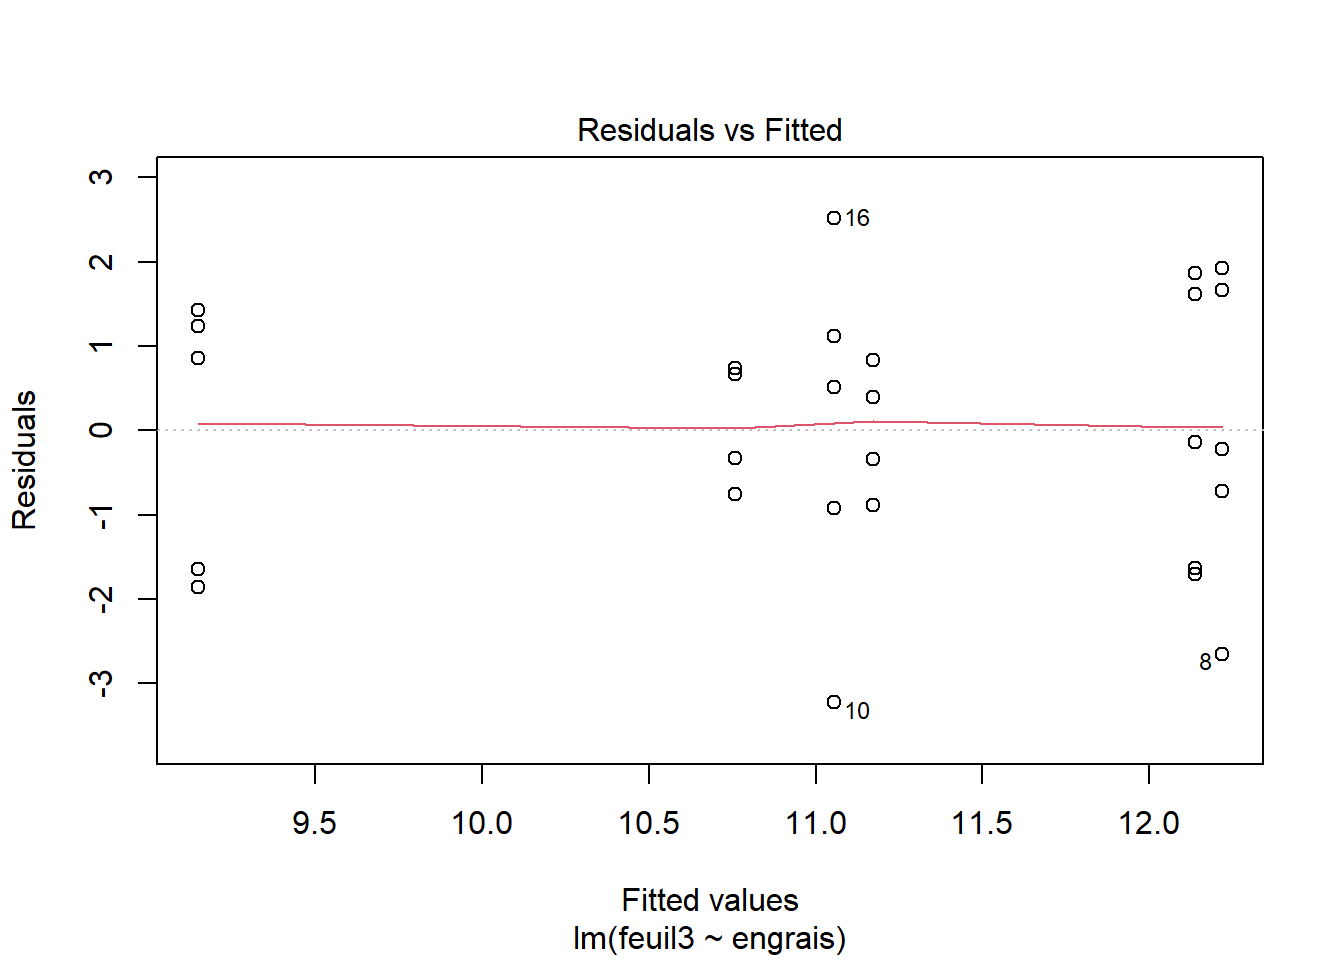 Residuals vs Fitted
3
2
1
0
-1
-2
-3
Residuals
16
10
8
9.5 10.0 10.5 11.0 11.5 12.0
Fitted values
lm(feuil3 ~ engrais)